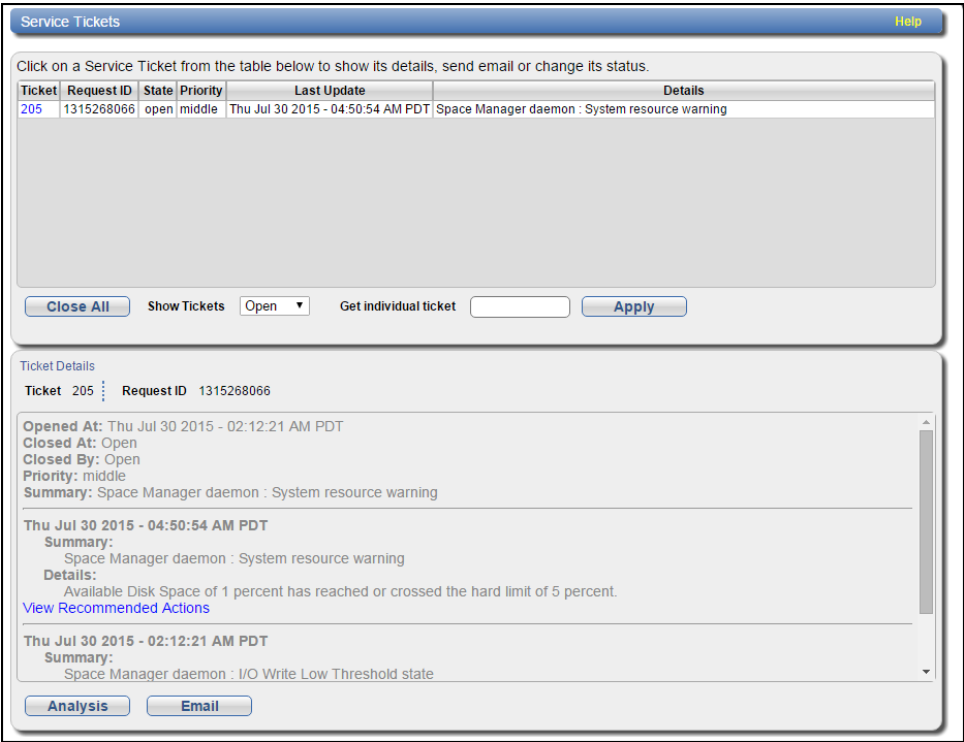 Service Tickets Help
Click on a Service Ticket from the table below to show its details, send email or change its status.
Ticket Request ID State Priority Last Update Details
205 1315268066 open middle Thu Jul 30 2015 - 04:50:54 AM PDT Space Manager daemon : System resource warning
Close All Show Tickets Open Get individual ticket Apply
Ticket Details
Ticket 205 Request ID 1315268066
Opened At: Thu Jul 30 2015 - 02:12:21 AM PDT
Closed At: Open
Closed By: Open
Priority: middle
Summary: Space Manager daemon : System resource warning
Thu Jul 30 2015 - 04:50:54 AM PDT
Summary:
Space Manager daemon : System resource warning
Details:
Available Disk Space of 1 percent has reached or crossed the hard limit of 5 percent.
View Recommended Actions
Thu Jul 30 2015 - 02:12:21 AM PDT
Summary:
Space Manager daemon : I/O Write Low Threshold state
Analysis Email